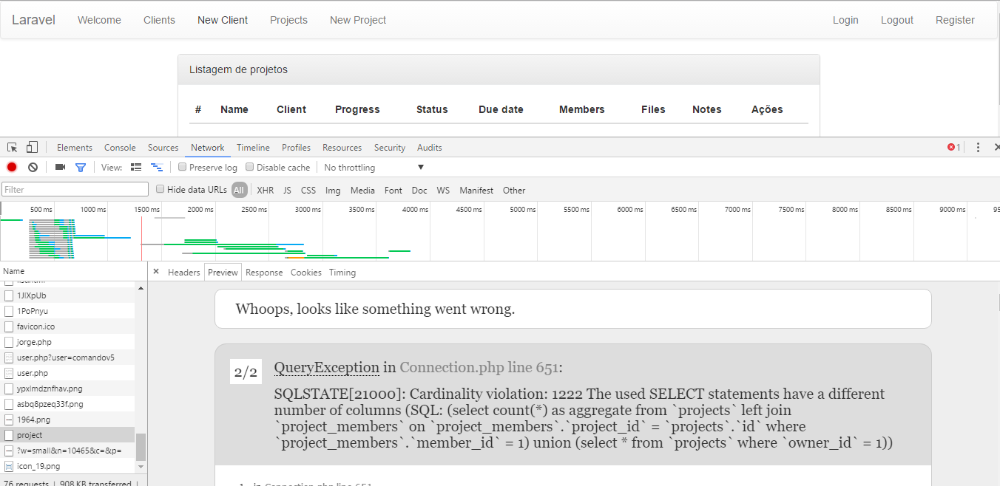 Laravel Welcome Clients New Client Projects New Project Login Logout Register
Listagem de projetos
# Name Client Progress Status Due date Members Files Notes Ações
Elements Console Sources Network Timeline Profiles Resources Security Audits 1
View: Preserve log Disable cache No throttling
Filter Hide data URLs All XHR JS CSS Img Media Font Doc WS Manifest Other
500 ms 1000 ms 1500 ms 2000 ms 2500 ms 3000 ms 3500 ms 4000 ms 4500 ms 5000 ms 5500 ms 6000 ms 6500 ms 7000 ms 7500 ms 8000 ms 8500 ms 9000 ms 95
Name
1JlXpUb
1PoPnyu
favicon.ico
jorge.php
user.php?user=comandov5
user.php
ypximdznfhav.png
asbq8pzeq33f.png
1964.png
project
?w=small&n=10465&c=&p=
icon_19.png
76 requests | 908 KB transferred |
× Headers Preview Response Cookies Timing
Whoops, looks like something went wrong.
2/2 QueryException in Connection.php line 651:
SQLSTATE[21000]: Cardinality violation: 1222 The used SELECT statements have a different
number of columns (SQL: (select count(*) as aggregate from `projects` left join
`project_members` on `project_members`.`project_id` = `projects`.`id` where
`project_members`.`member_id` = 1) union (select * from `projects` where `owner_id` = 1))
1. in Connection.php line 651